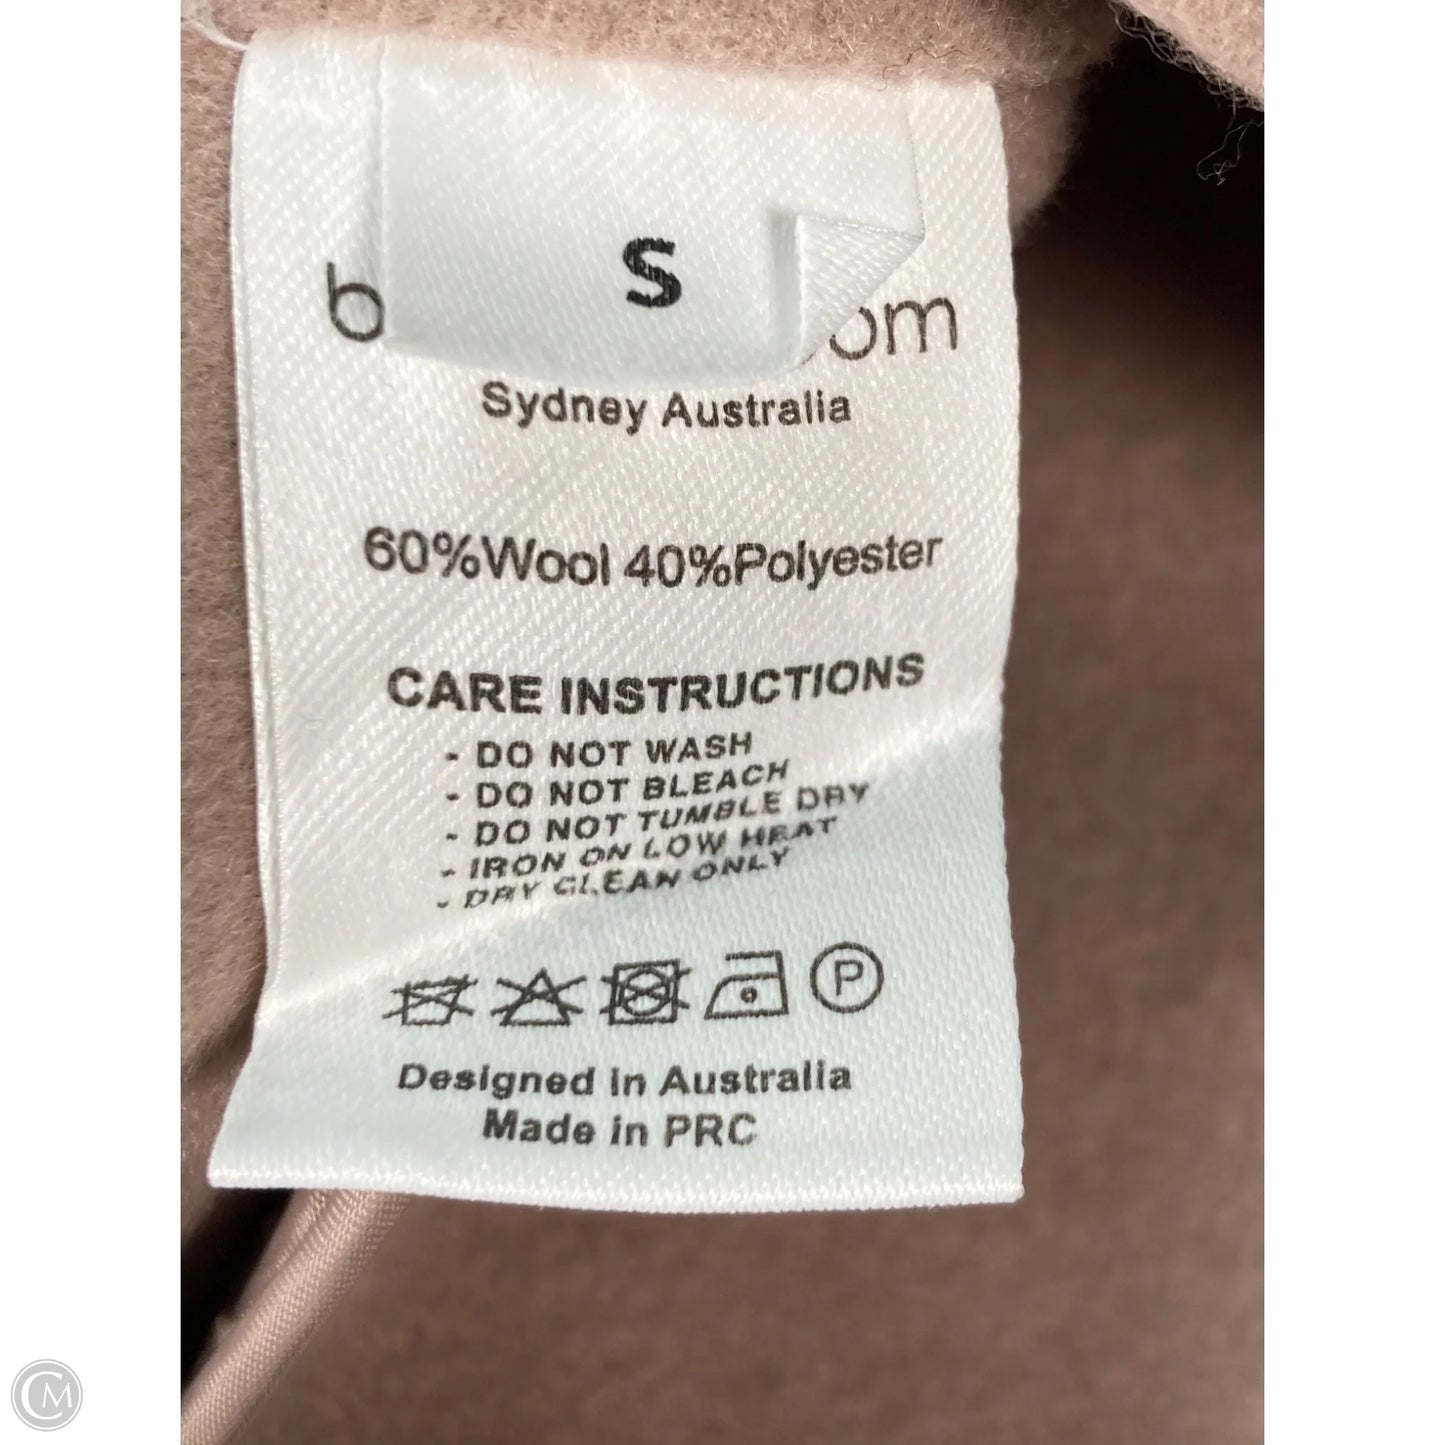 S
Sydney Australia
60%Wool 40%Polyester
CARE INSTRUCTIONS
- DO NOT WASH
- DO NOT BLEACH
- DO NOT TUMBLE DRY
- IRON ON LOW HEAT
- DRY CLEAN ONLY
P
Designed in Australia
Made in PRC
CM